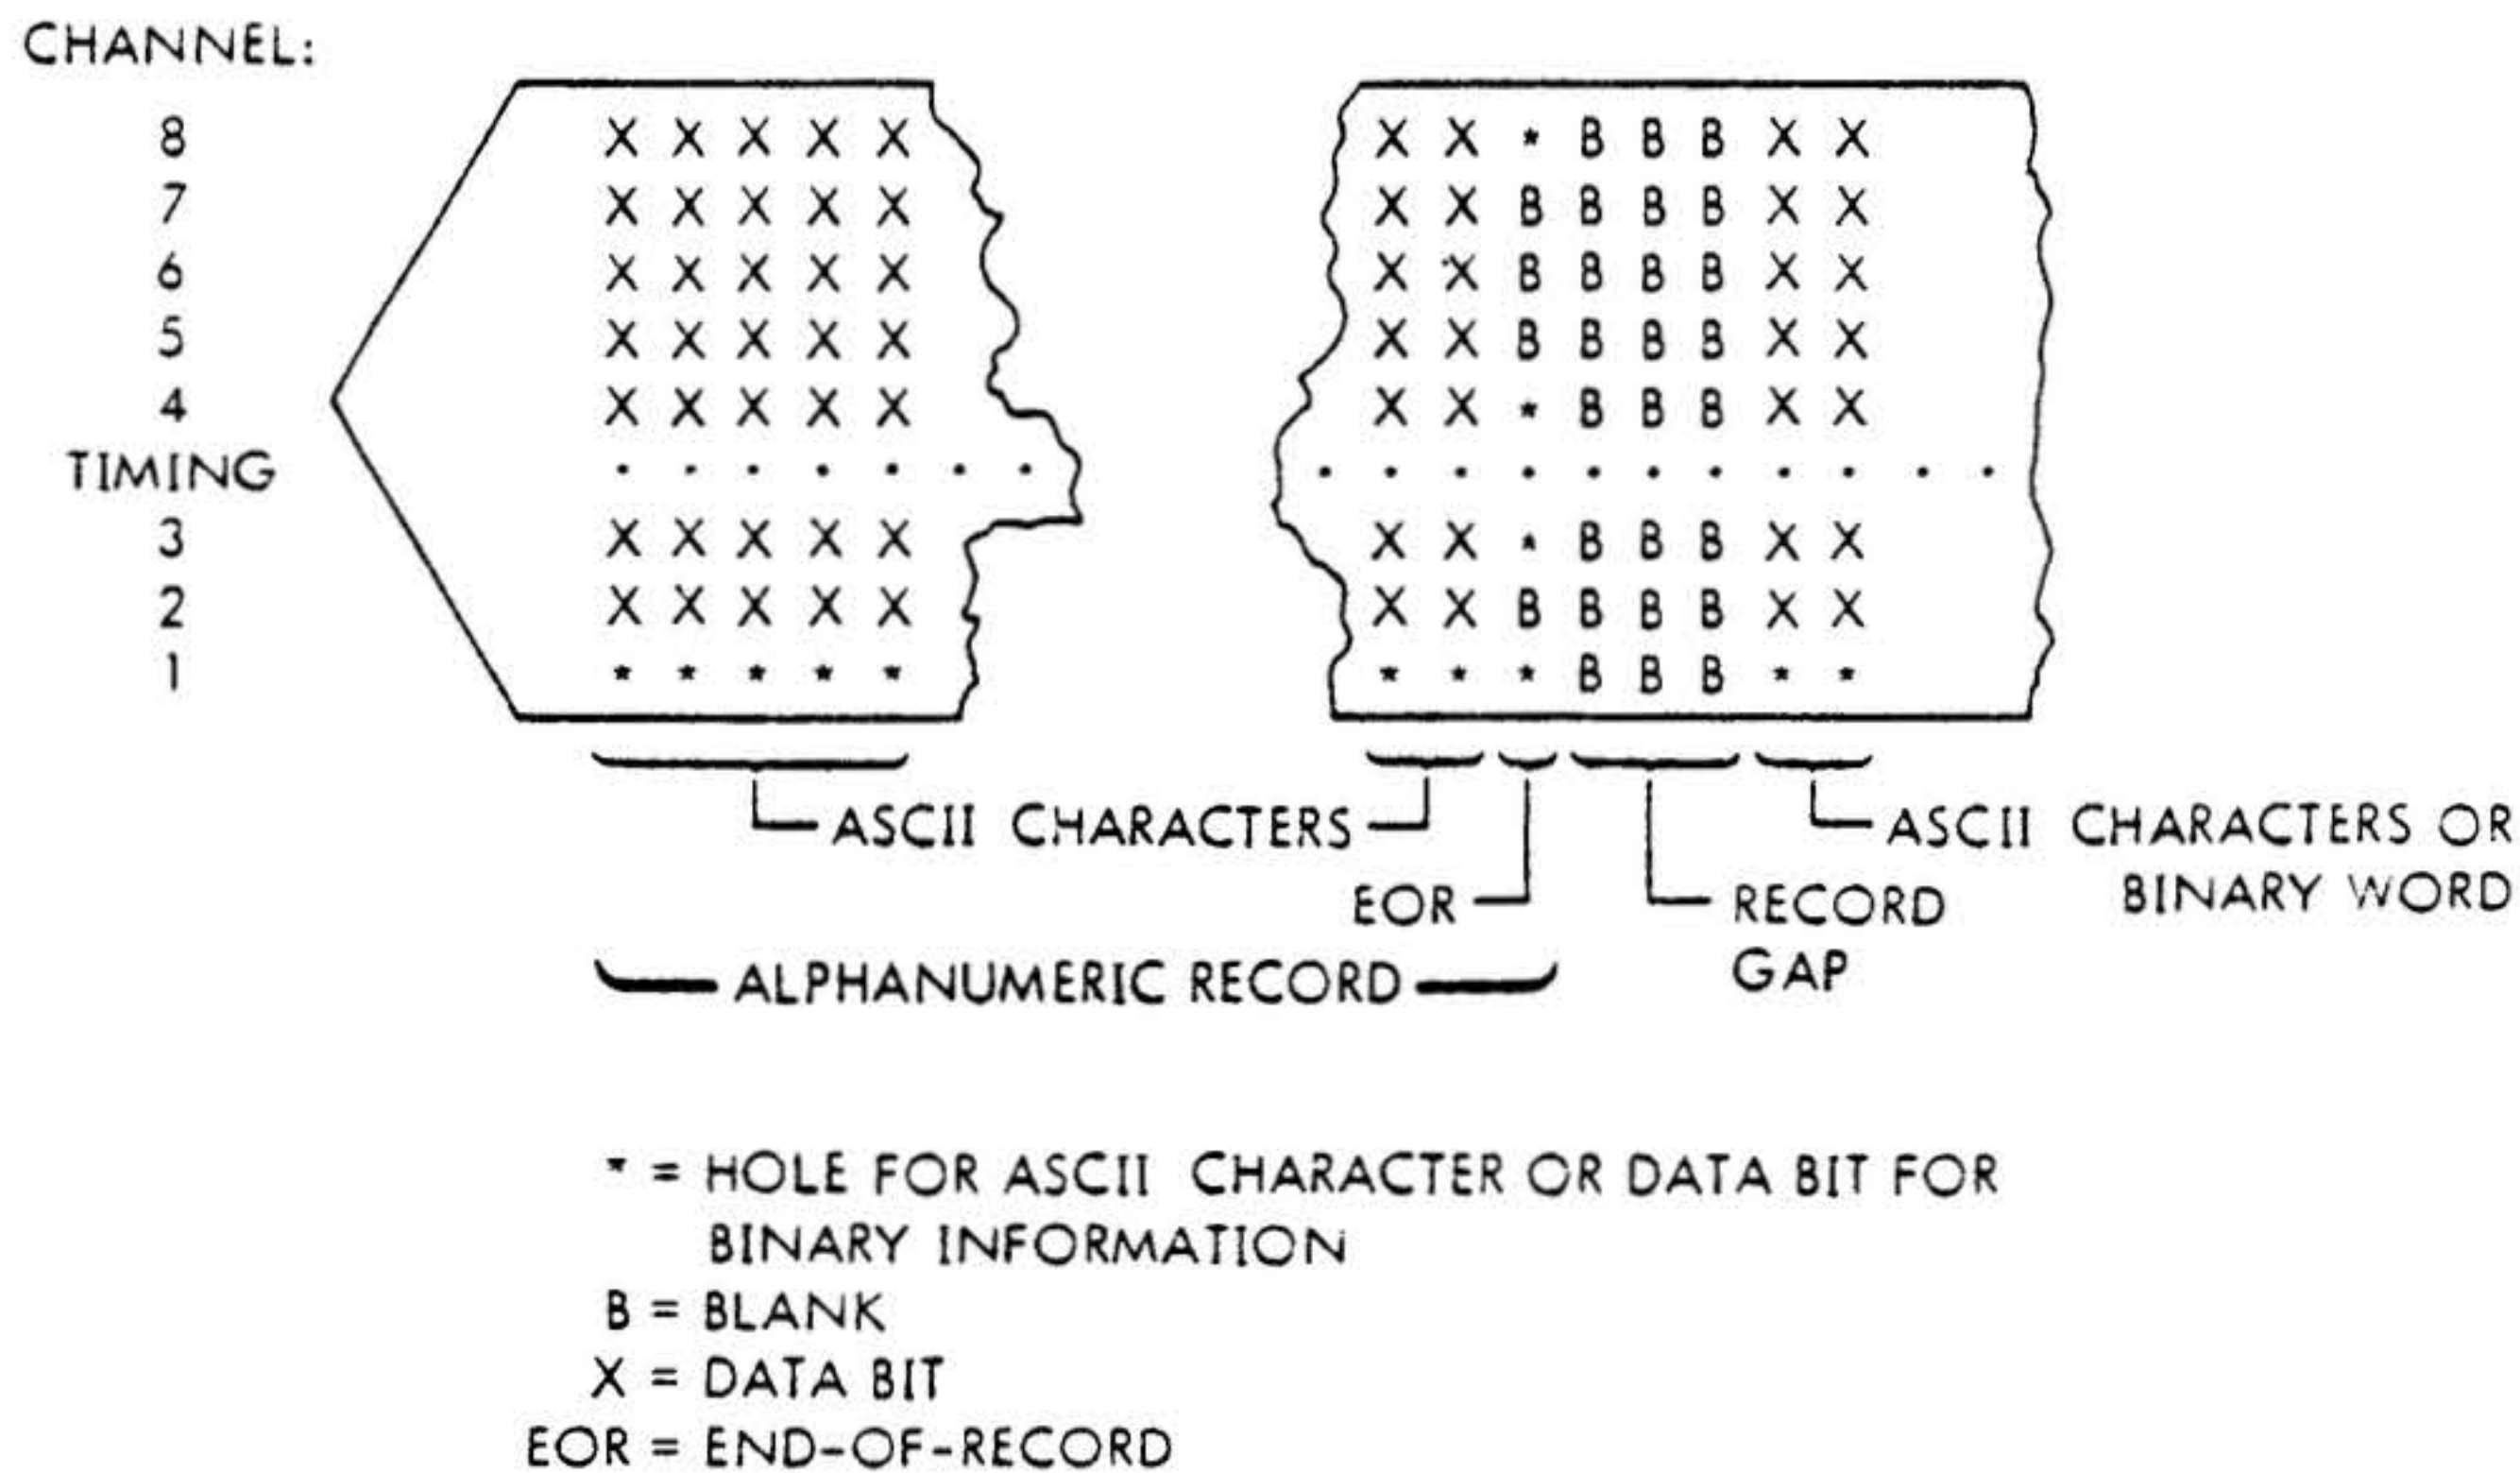 CHANNEL:
8 X X X X X X X * B B B X X
7 X X X X X X X B B B B X X
6 X X X X X X X B B B B X X
5 X X X X X X X B B B B X X
4 X X X X X X X * B B B X X
TIMING . . . . . . . . . . . . . . . . . .
3 X X X X X X X * B B B X X
2 X X X X X X X B B B B X X
1 * * * * * * * * B B B * *
ASCII CHARACTERS
ASCII CHARACTERS OR
BINARY WORD
EOR
RECORD
GAP
ALPHANUMERIC RECORD
* = HOLE FOR ASCII CHARACTER OR DATA BIT FOR
BINARY INFORMATION
B = BLANK
X = DATA BIT
EOR = END-OF-RECORD